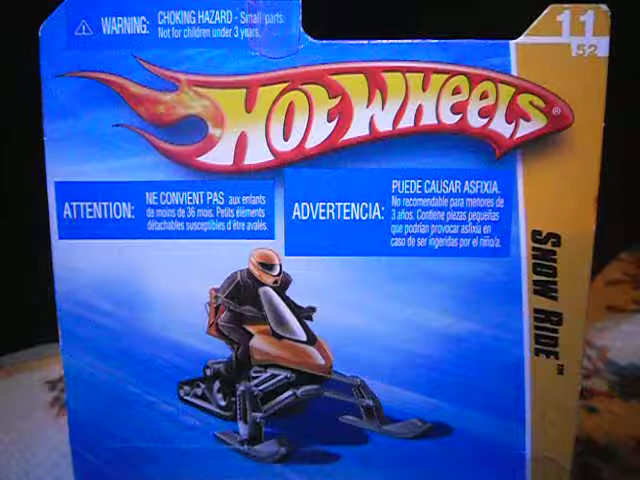 WARNING: CHOKING HAZARD - Small parts.
Not for children under 3 years.
11
52
HOT WHEELS®
ATTENTION: NE CONVIENT PAS aux enfants
de moins de 36 mois. Petits éléments
détachables susceptibles d'être avalés.
ADVERTENCIA: PUEDE CAUSAR ASFIXIA.
No recomendable para menores de
3 años. Contiene piezas pequeñas
que podrían provocar asfixia en
caso de ser ingeridas por el niño/a.
SNOW RIDE™